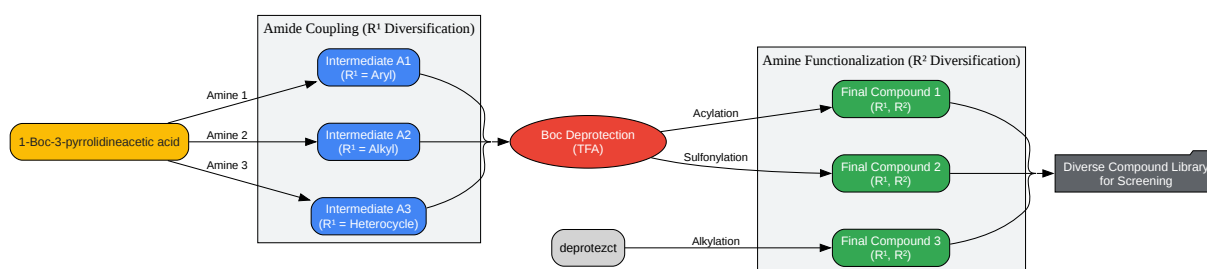 Amide Coupling (R¹ Diversification)
Intermediate A1
(R¹ = Aryl)
Amine 1
1-Boc-3-pyrrolidineacetic acid
Amine 2
Intermediate A2
(R¹ = Alkyl)
Amine 3
Intermediate A3
(R¹ = Heterocycle)
Boc Deprotection
(TFA)
Amine Functionalization (R² Diversification)
Acylation
Final Compound 1
(R¹, R²)
Sulfonylation
Final Compound 2
(R¹, R²)
deprotezct
Alkylation
Final Compound 3
(R¹, R²)
Diverse Compound Library
for Screening